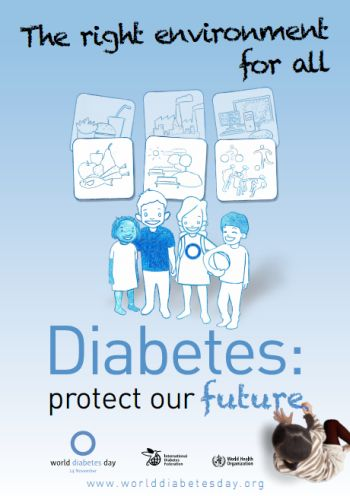 The right environment
for all
Diabetes:
protect our future
world diabetes day
14 November
International
Diabetes
Federation
World Health
Organization
www.worlddiabetesday.org